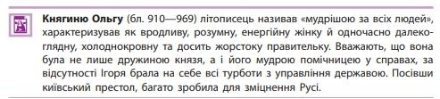 Княгиню Ольгу (бл. 910—969) літописець називав «мудрішою за всіх людей»,
характеризував як вродливу, розумну, енергійну жінку й одночасно далеко-
глядну, холоднокровну та досить жорстоку правительку. Вважають, що вона
була не лише дружиною князя, а і його мудрою помічницею у справах, за
відсутності Ігоря брала на себе всі турботи з управління державою. Посівши
київський престол, багато зробила для зміцнення Русі.